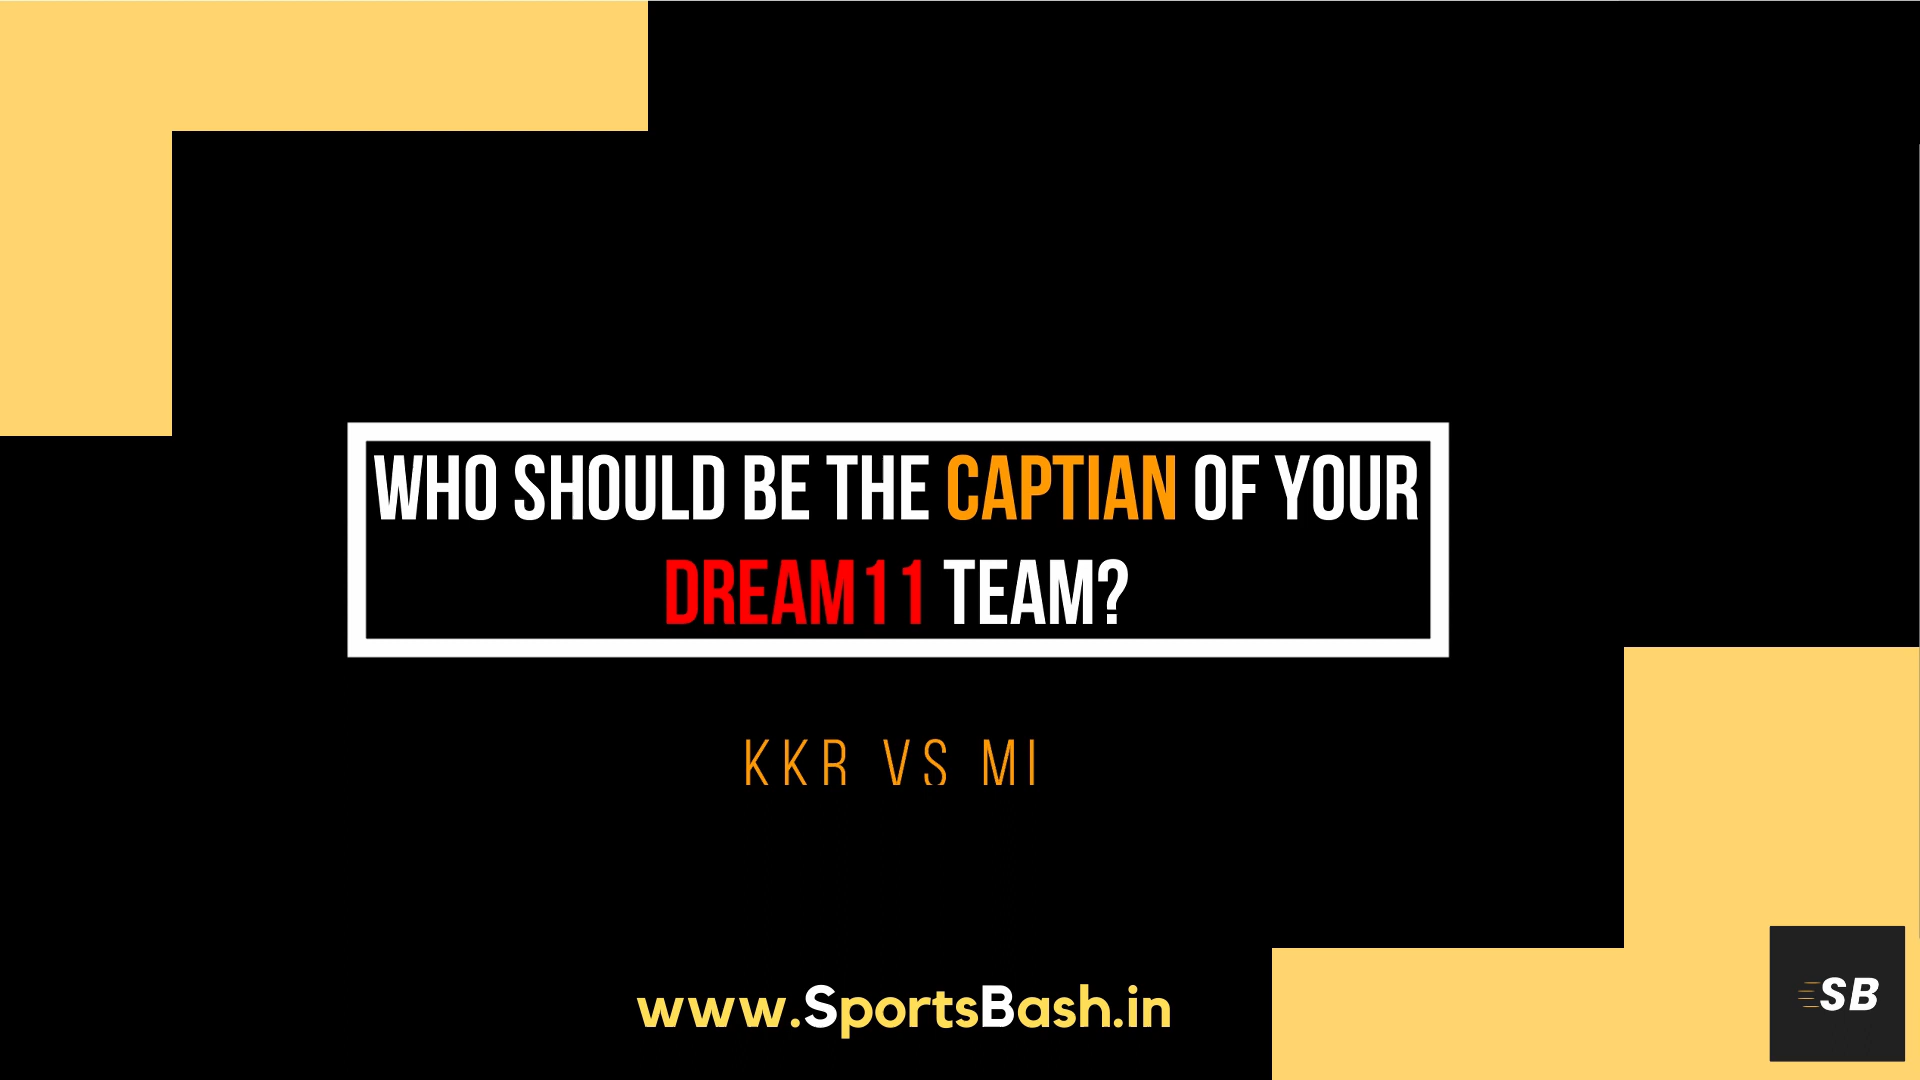 WHO SHOULD BE THE CAPTIAN OF YOUR
DREAM11 TEAM?
KKR VS MI
www.SportsBash.in
SB